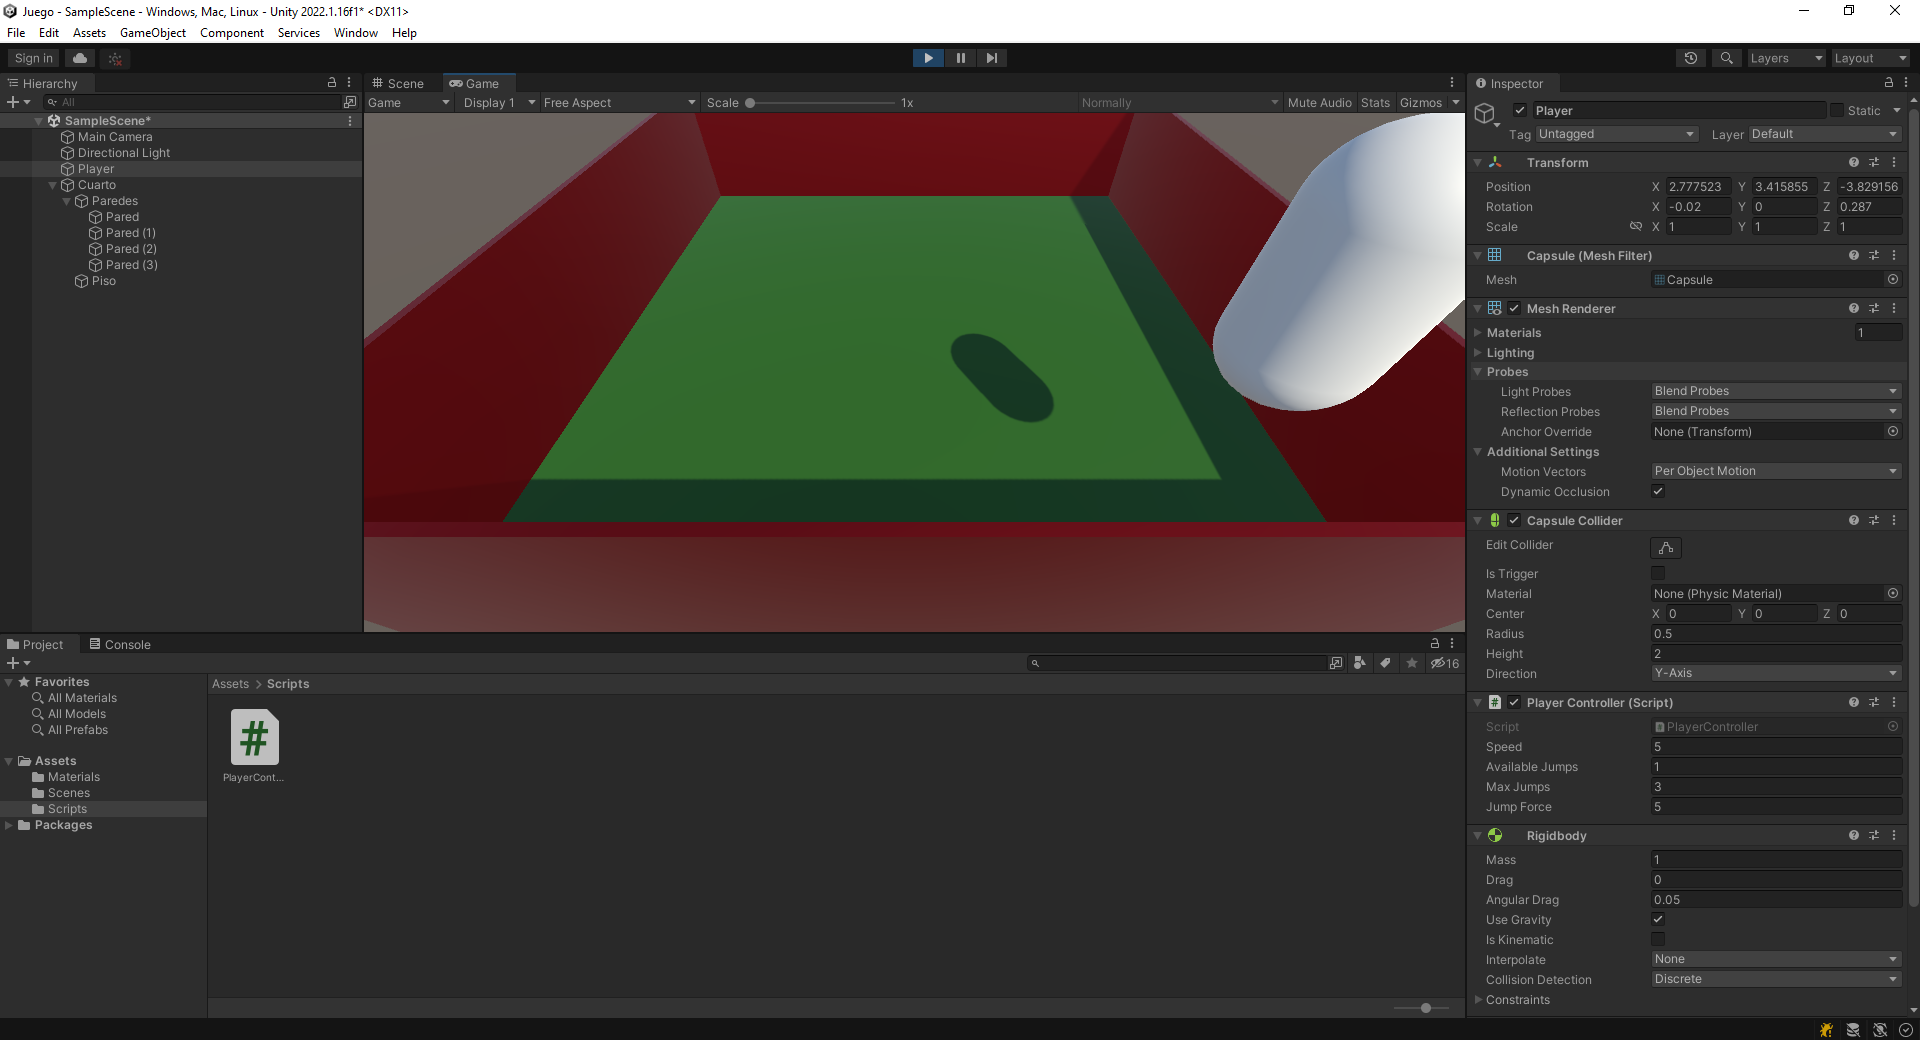 Juego - SampleScene - Windows, Mac, Linux - Unity 2022.1.16f1* <DX11>
File Edit Assets GameObject Component Services Window Help
Sign in Layers Layout
Hierarchy
All
SampleScene*
Main Camera
Directional Light
Player
Cuarto
Paredes
Pared
Pared (1)
Pared (2)
Pared (3)
Piso
Scene Game
Game Display 1 Free Aspect Scale 1x Normally Mute Audio Stats Gizmos
Inspector
Player Static
Tag Untagged Layer Default
Transform
Position X 2.777523 Y 3.415855 Z -3.829156
Rotation X -0.02 Y 0 Z 0.287
Scale X 1 Y 1 Z 1
Capsule (Mesh Filter)
Mesh Capsule
Mesh Renderer
Materials 1
Lighting
Probes
Light Probes Blend Probes
Reflection Probes Blend Probes
Anchor Override None (Transform)
Additional Settings
Motion Vectors Per Object Motion
Dynamic Occlusion
Capsule Collider
Edit Collider
Is Trigger
Material None (Physic Material)
Center X 0 Y 0 Z 0
Radius 0.5
Height 2
Direction Y-Axis
Player Controller (Script)
Script PlayerController
Speed 5
Available Jumps 1
Max Jumps 3
Jump Force 5
Rigidbody
Mass 1
Drag 0
Angular Drag 0.05
Use Gravity
Is Kinematic
Interpolate None
Collision Detection Discrete
Constraints
Project Console
16
Favorites
All Materials
All Models
All Prefabs
Assets
Materials
Scenes
Scripts
Packages
Assets > Scripts
#
PlayerCont...